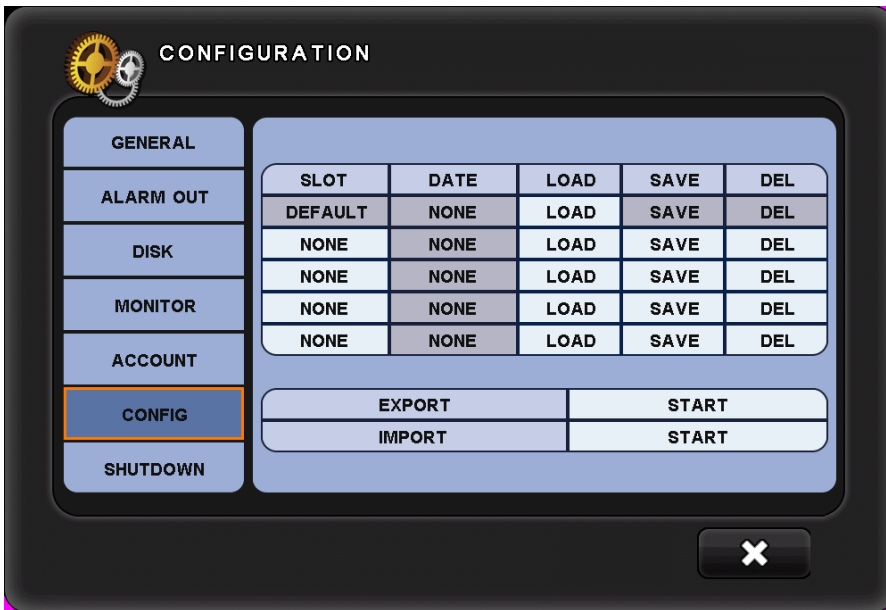 CONFIGURATION
GENERAL
ALARM OUT
DISK
MONITOR
ACCOUNT
CONFIG
SHUTDOWN
SLOT DATE LOAD SAVE DEL
DEFAULT NONE LOAD SAVE DEL
NONE NONE LOAD SAVE DEL
NONE NONE LOAD SAVE DEL
NONE NONE LOAD SAVE DEL
NONE NONE LOAD SAVE DEL
EXPORT START
IMPORT START